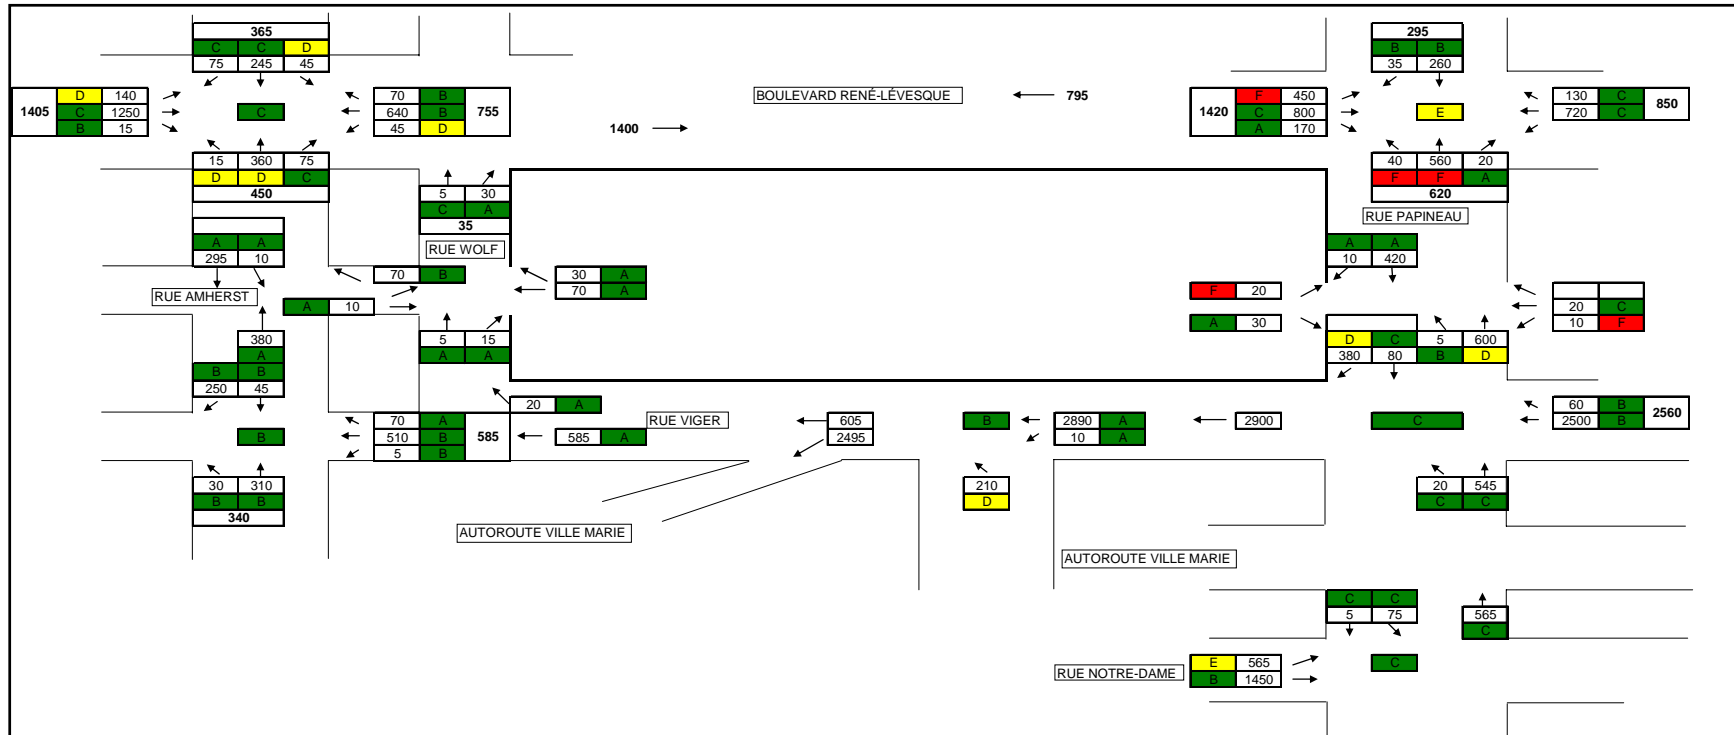 365
C C D
75 245 45
295
B B
35 260
1405 D 140
C 1250
B 15
C
70 B 755
640 B
45 D
BOULEVARD RENÉ-LÉVESQUE
795
1400
1420 F 450
C 800
A 170
E
130 C 850
720 C
15 360 75
D D C
450
5 30
C A
35
RUE WOLF
40 560 20
F F A
620
RUE PAPINEAU
A A
295 10
RUE AMHERST
70 B
A 10
30 A
70 A
A A
10 420
F 20
A 30
20 C
10 F
380
A
B B
250 45
5 15
A A
D C 5 600
380 80 B D
20 A
B
70 A 585
510 B
5 B
585 A
RUE VIGER
605
2495
B
2890 A
10 A
2900
C
60 B 2560
2500 B
30 310
B B
340
210
D
20 545
C C
AUTOROUTE VILLE MARIE
AUTOROUTE VILLE MARIE
C C
5 75
565
C
RUE NOTRE-DAME
E 565
B 1450
C